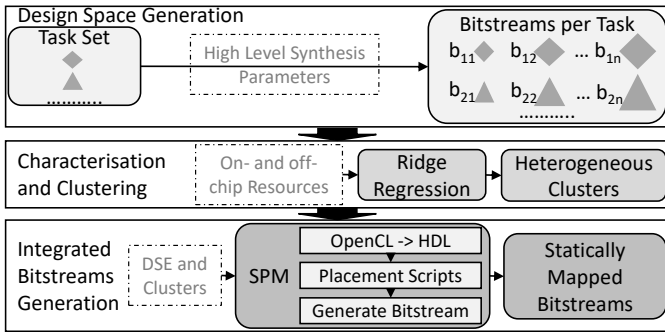 Design Space Generation
Task Set
...........
High Level Synthesis
Parameters
Bitstreams per Task
b11 b12 ... b1n
b21 b22 ... b2n
...........
Characterisation
and Clustering
On- and off-
chip Resources
Ridge
Regression
Heterogeneous
Clusters
Integrated
Bitstreams
Generation
DSE and
Clusters
SPM
OpenCL -> HDL
Placement Scripts
Generate Bitstream
Statically
Mapped
Bitstreams